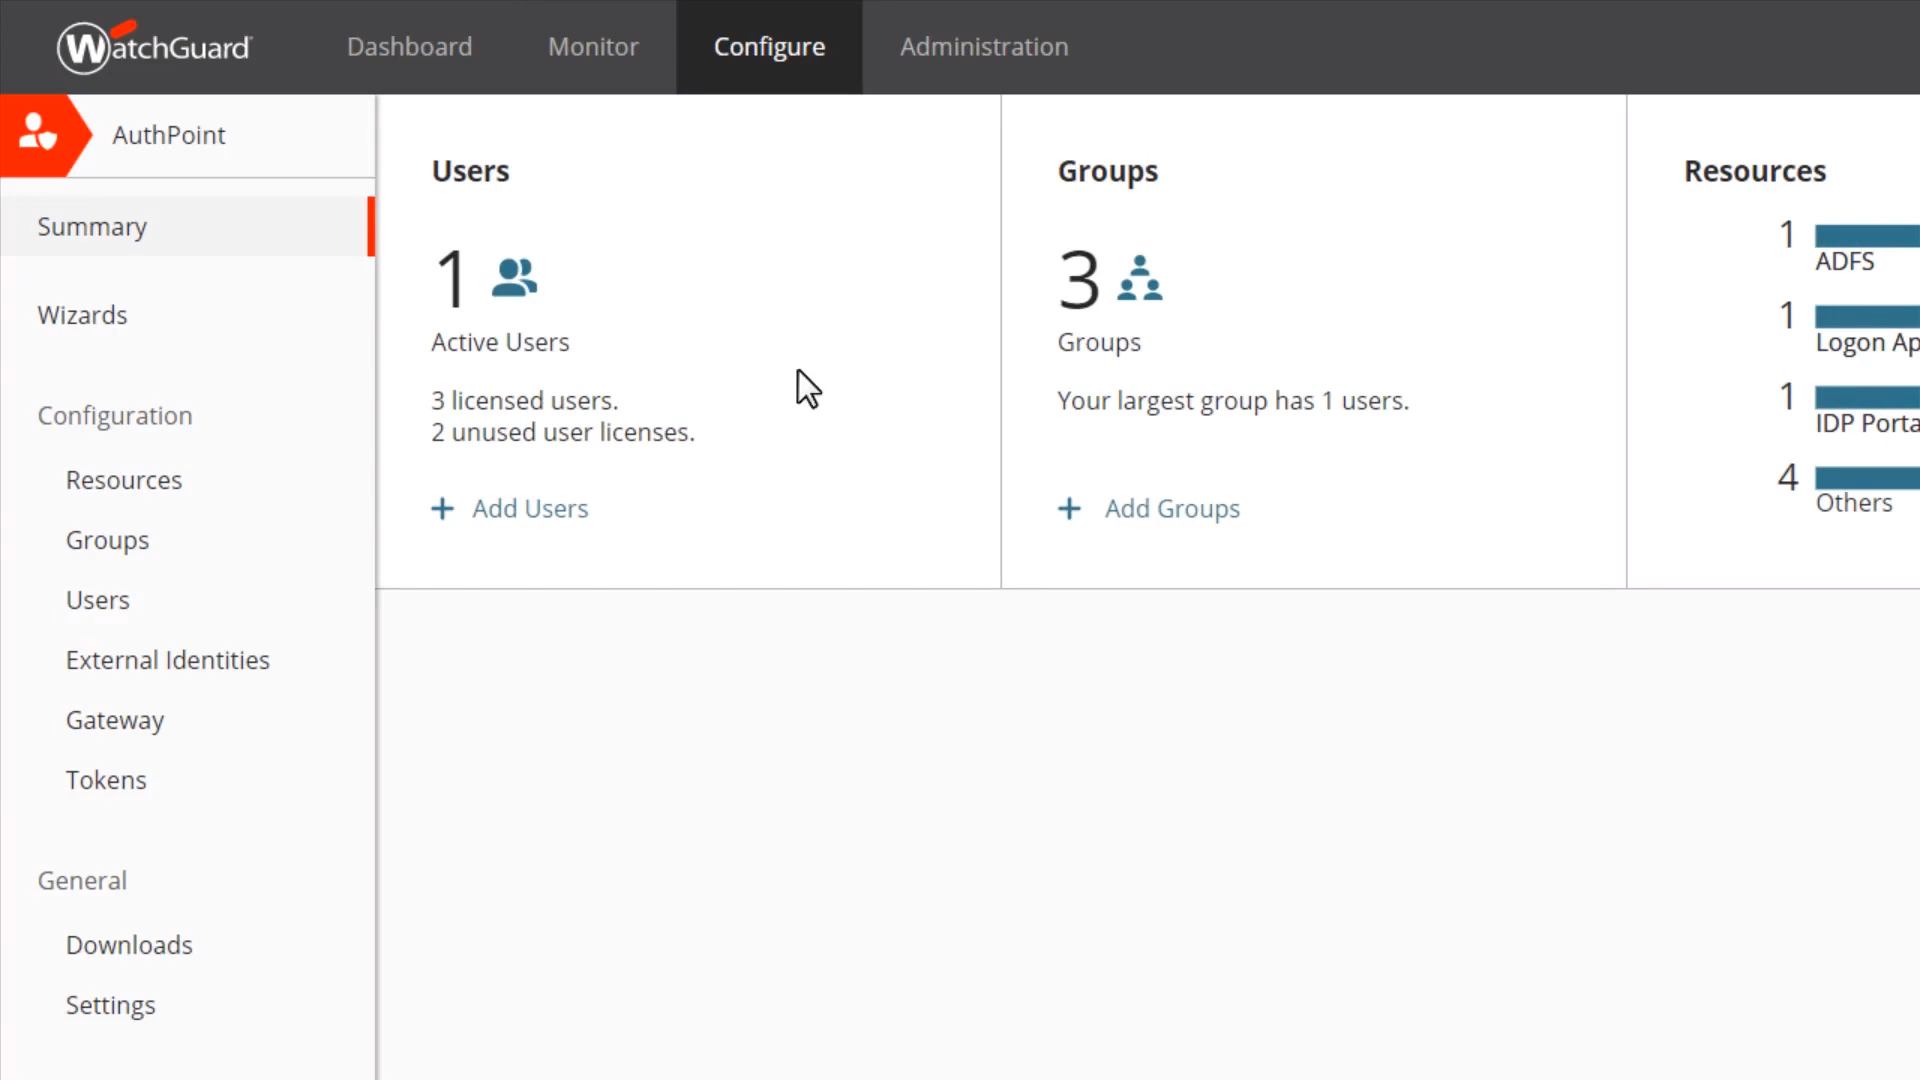 WatchGuard
Dashboard
Monitor
Configure
Administration
AuthPoint
Summary
Wizards
Configuration
Resources
Groups
Users
External Identities
Gateway
Tokens
General
Downloads
Settings
Users
1
Active Users
3 licensed users.
2 unused user licenses.
+ Add Users
Groups
3
Groups
Your largest group has 1 users.
+ Add Groups
Resources
1
ADFS
1
Logon Ap
1
IDP Porta
4
Others